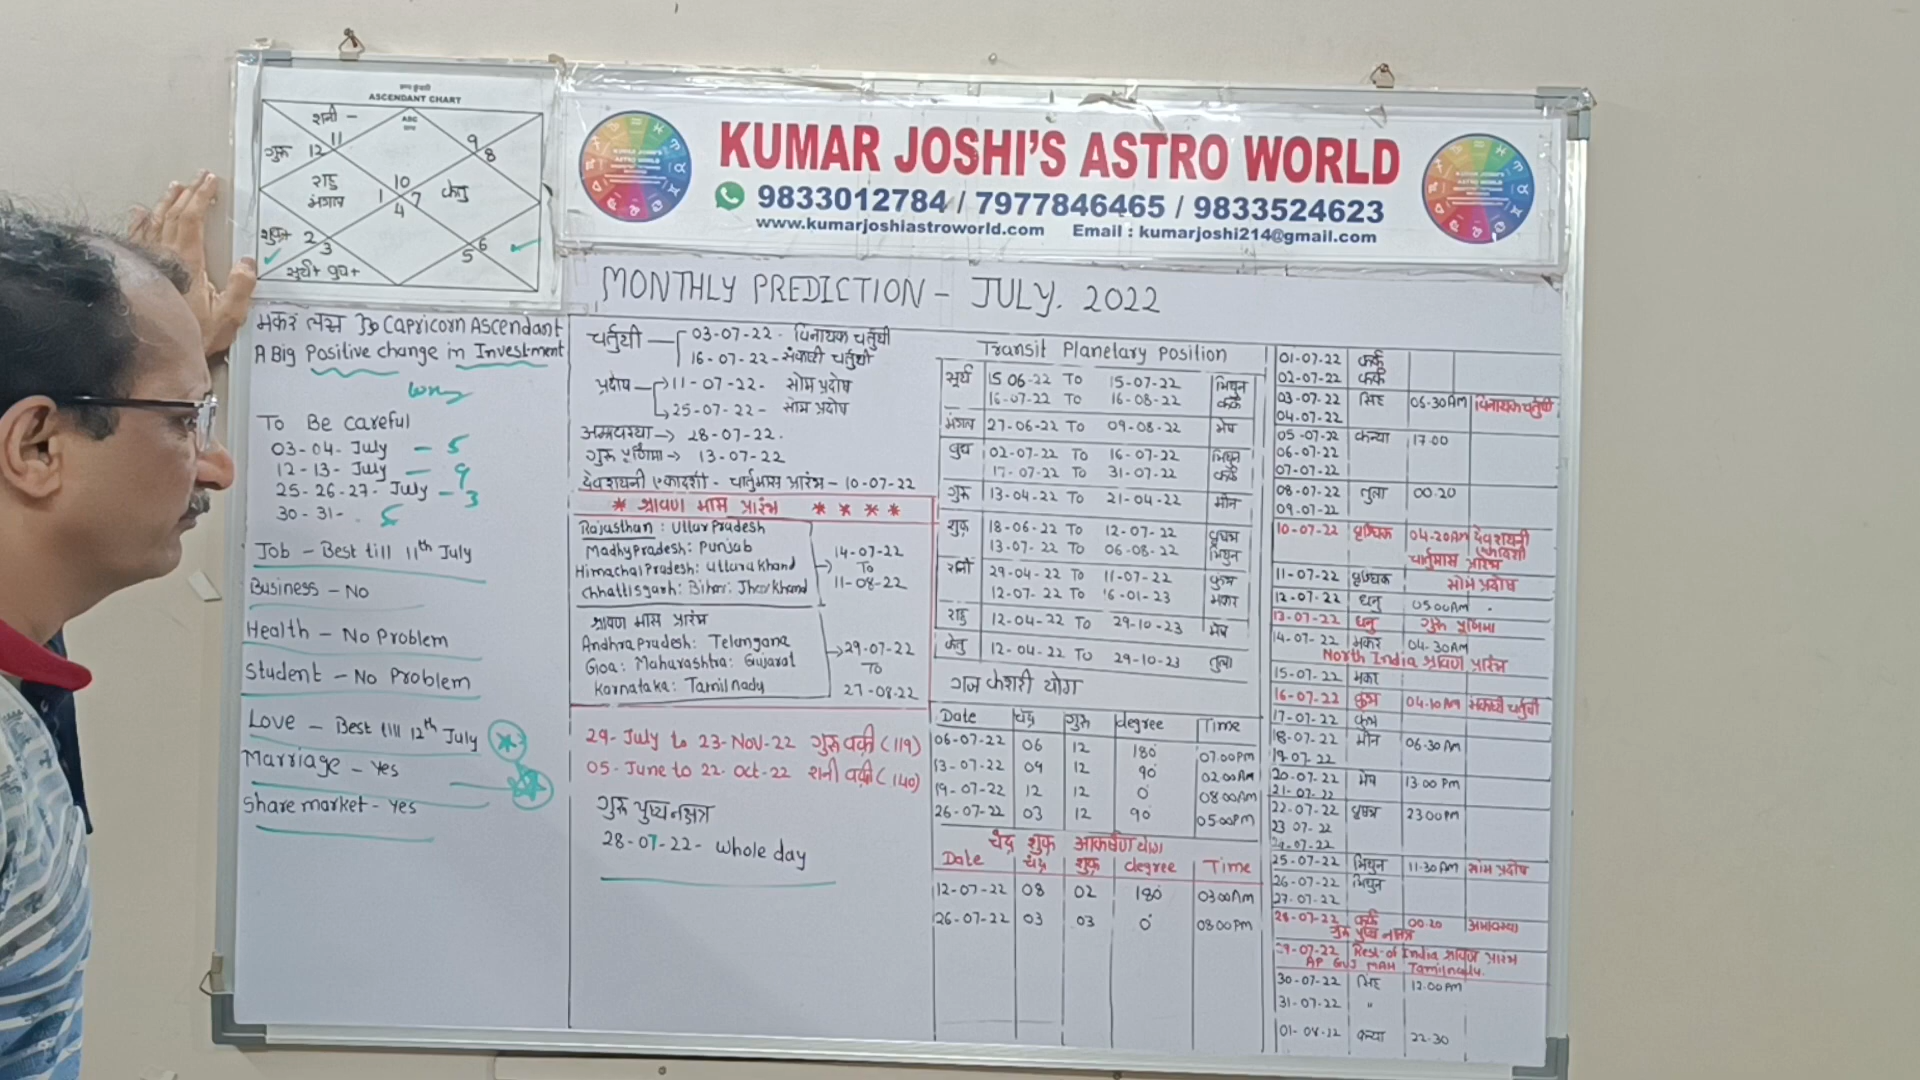 जन्म कुंडली
ASCENDANT CHART
ASC
लग्न
शनी -
11
गुरु 12
9
8
राहु
मंगळ
10
1 7
4
केतु
शुक्र+ 2
3
सुर्य+ बुध+
6
5
KUMAR JOSHI'S ASTRO WORLD
9833012784 / 7977846465 / 9833524623
www.kumarjoshiastroworld.com Email : kumarjoshi214@gmail.com
MONTHLY PREDICTION - JULY. 2022
मकर लग्न Capricorn Ascendant
A Big Positive change in Investment
long
To Be Careful
03-04- July - 5
12-13- July - 9
25-26-27- July - 3
30-31-
Job - Best till 11th July
Business - No
Health - No Problem
Student - No Problem
Love - Best till 12th July
Marriage - Yes
Share market - Yes
चर्तुथी
03-07-22 - विनायक चर्तुथी
16-07-22 - संकष्टी चर्तुथी
प्रदोष
11-07-22- सोम प्रदोष
25-07-22- सोम प्रदोष
अमावस्या → 28-07-22.
गुरु पुर्णिमा → 13-07-22
देवशयनी एकादशी - चार्तुमास प्रारंभ - 10-07-22
* श्रावण मास प्रारंभ * * * *
Rajasthan : Uttar Pradesh
Madhy Pradesh : Punjab
Himachal Pradesh : Uttarakhand
Chhattisgarh : Bihar : Jharkhand
14-07-22
To
11-08-22
श्रावण मास प्रारंभ
Andhra Pradesh : Telangana
Goa : Maharashtra : Gujarat
Karnataka : Tamilnadu
29-07-22
To
27-08-22
29- July to 23-Nov-22 गुरु वक्री (119)
05- June to 22. Oct-22 शनी वक्री (140)
गुरु पुष्य नक्षत्र
28-07-22- whole day
Transit Planetary Position
सुर्य 15 06-22 To 15-07-22 मिथुन
16-07-22 To 16-08-22 कर्क
मंगळ 27-06-22 To 09-08-22 मेष
बुध 02-07-22 To 16-07-22 मिथुन
17-07-22 To 31-07-22 कर्क
गुरु 13-04-22 To 21-04-22 मीन
शुक्र 18-06-22 To 12-07-22 वृषभ
13-07-22 To 06-08-22 मिथुन
शनी 29-04-22 To 11-07-22 कुंभ
12-07-22 To 16-01-23 मकर
राहु 12-04-22 To 29-10-23 मेष
केतु 12-04-22 To 29-10-23 तुला
गज केशरी योग
Date चंद्र गुरु degree Time
06-07-22 06 12 180° 07.00pm
13-07-22 09 12 90° 02.00Am
19-07-22 12 12 0° 08.00Am
26-07-22 03 12 90° 05.00pm
चंद्र शुक्र आकर्षण योग
Date चंद्र शुक्र degree Time
12-07-22 08 02 180° 03.00Am
26-07-22 03 03 0° 08.00pm
01-07-22 कर्क
02-07-22 कर्क
03-07-22 सिंह 06.30Am विनायक चर्तुथी
04-07-22
05-07-22 कन्या 17.00
06-07-22
07-07-22
08-07-22 तुला 00.20
09-07-22
10-07-22 वृश्चिक 04.20Am देवशयनी एकादशी
चार्तुमास प्रारंभ
11-07-22 वृश्चिक सोम प्रदोष
12-07-22 धनु 05.00Am
13-07-22 धनु गुरु पुर्णिमा
14-07-22 मकर 04.30Am
North India श्रावण प्रारंभ
15-07-22 मकर
16-07-22 कुंभ 04.10Am संकष्टी चर्तुथी
17-07-22 कुंभ
18-07-22 मीन 06.30Am
19-07-22
20-07-22 मेष 13.00 Pm
21-07-22
22-07-22 वृषभ 23.00Pm
23 07-22
24-07-22
25-07-22 मिथुन 11.30Am सोम प्रदोष
26-07-22 मिथुन
27-07-22
28-07-22 कर्क 00.20 अमावस्या
गुरु पुष्य नक्षत्र
29-07-22 Rest-of India श्रावण प्रारंभ
AP GUJ MAH Tamilnadu.
30-07-22 सिंह 12.00Pm
31-07-22 "
01-08-22 कन्या 22.30